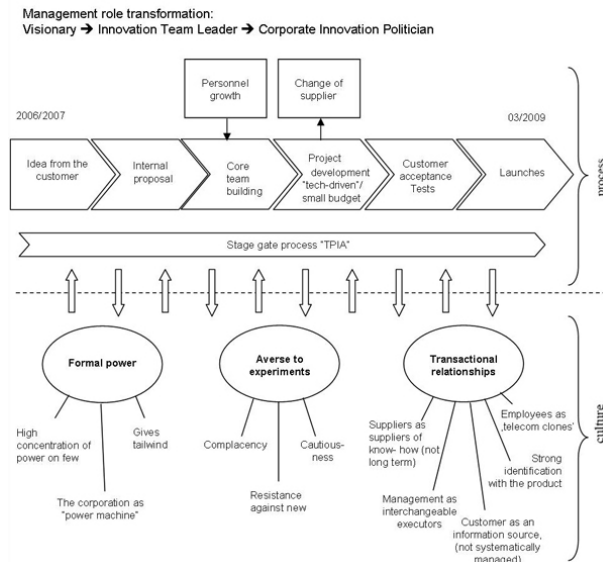 Management role transformation:
Visionary ➔ Innovation Team Leader ➔ Corporate Innovation Politician
Personnel
growth
Change of
supplier
2006/2007
03/2009
Idea from the
customer
Internal
proposal
Core
team
building
Project
development
"tech-driven"/
small budget
Customer
acceptance
Tests
Launches
process
Stage gate process "TPIA"
Formal power
Averse to
experiments
Transactional
relationships
High
concentration of
power on few
Gives
tailwind
The corporation as
"power machine"
Complacency
Cautious-
ness
Resistance
against new
Suppliers as
suppliers of
know- how (not
long term)
Employees as
‚telecom clones'
Strong
identification
with the product
Management as
interchangeable
executors
Customer as an
information source,
(not systematically
managed)
culture